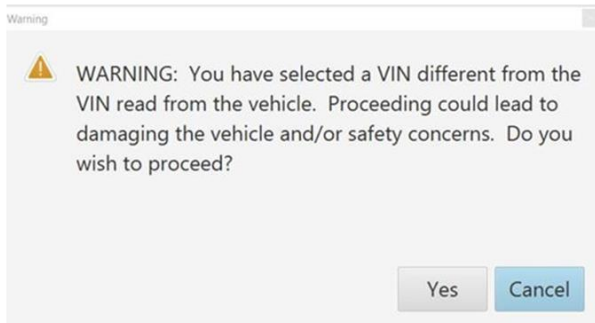 Warning
WARNING: You have selected a VIN different from the
VIN read from the vehicle. Proceeding could lead to
damaging the vehicle and/or safety concerns. Do you
wish to proceed?
Yes Cancel